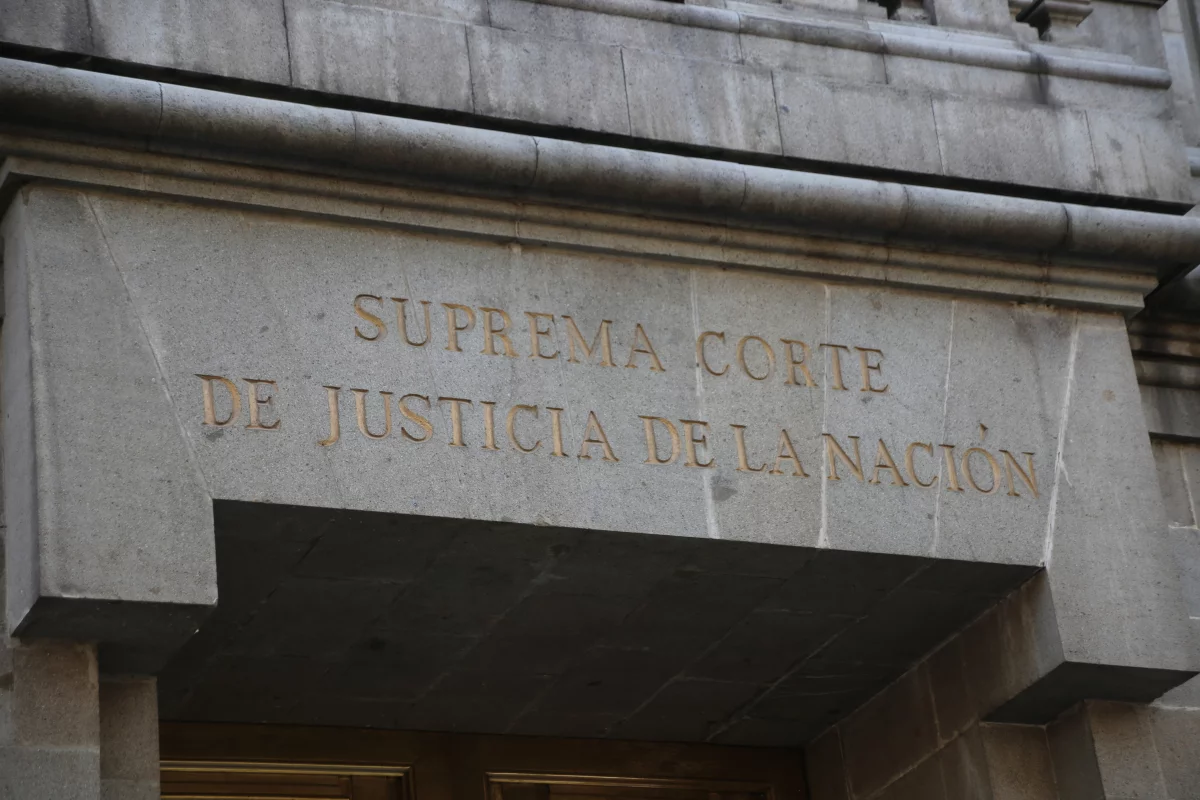 SUPREMA CORTE
DE JUSTICIA DE LA NACIÓN